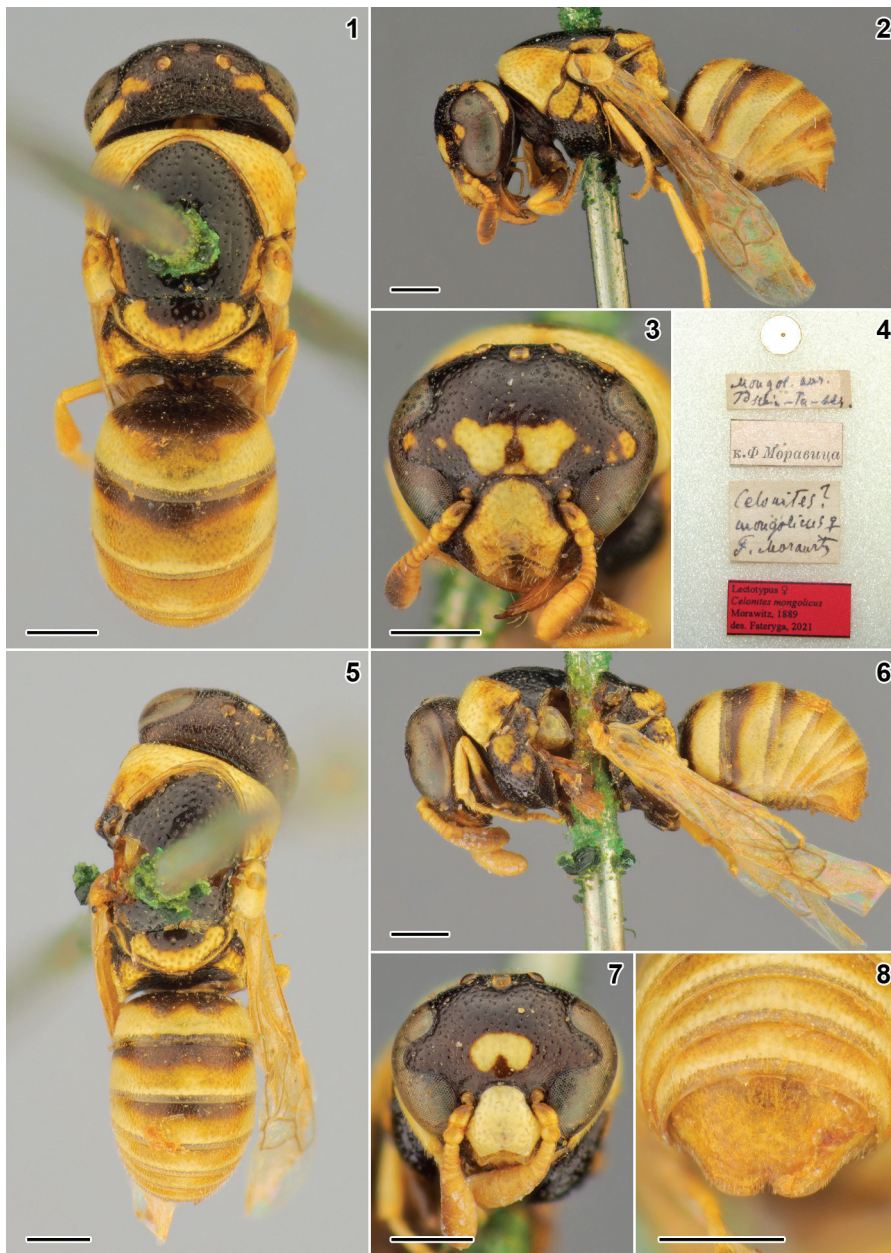 1
2
3
4
Mongol. aus.
к.Ф Моравица
Celonites?
mongolicus ♀
F. Morawitz
Lectotypus ♀
Celonites mongolicus
Morawitz, 1889
des. Fateryga, 2021
5
6
7
8